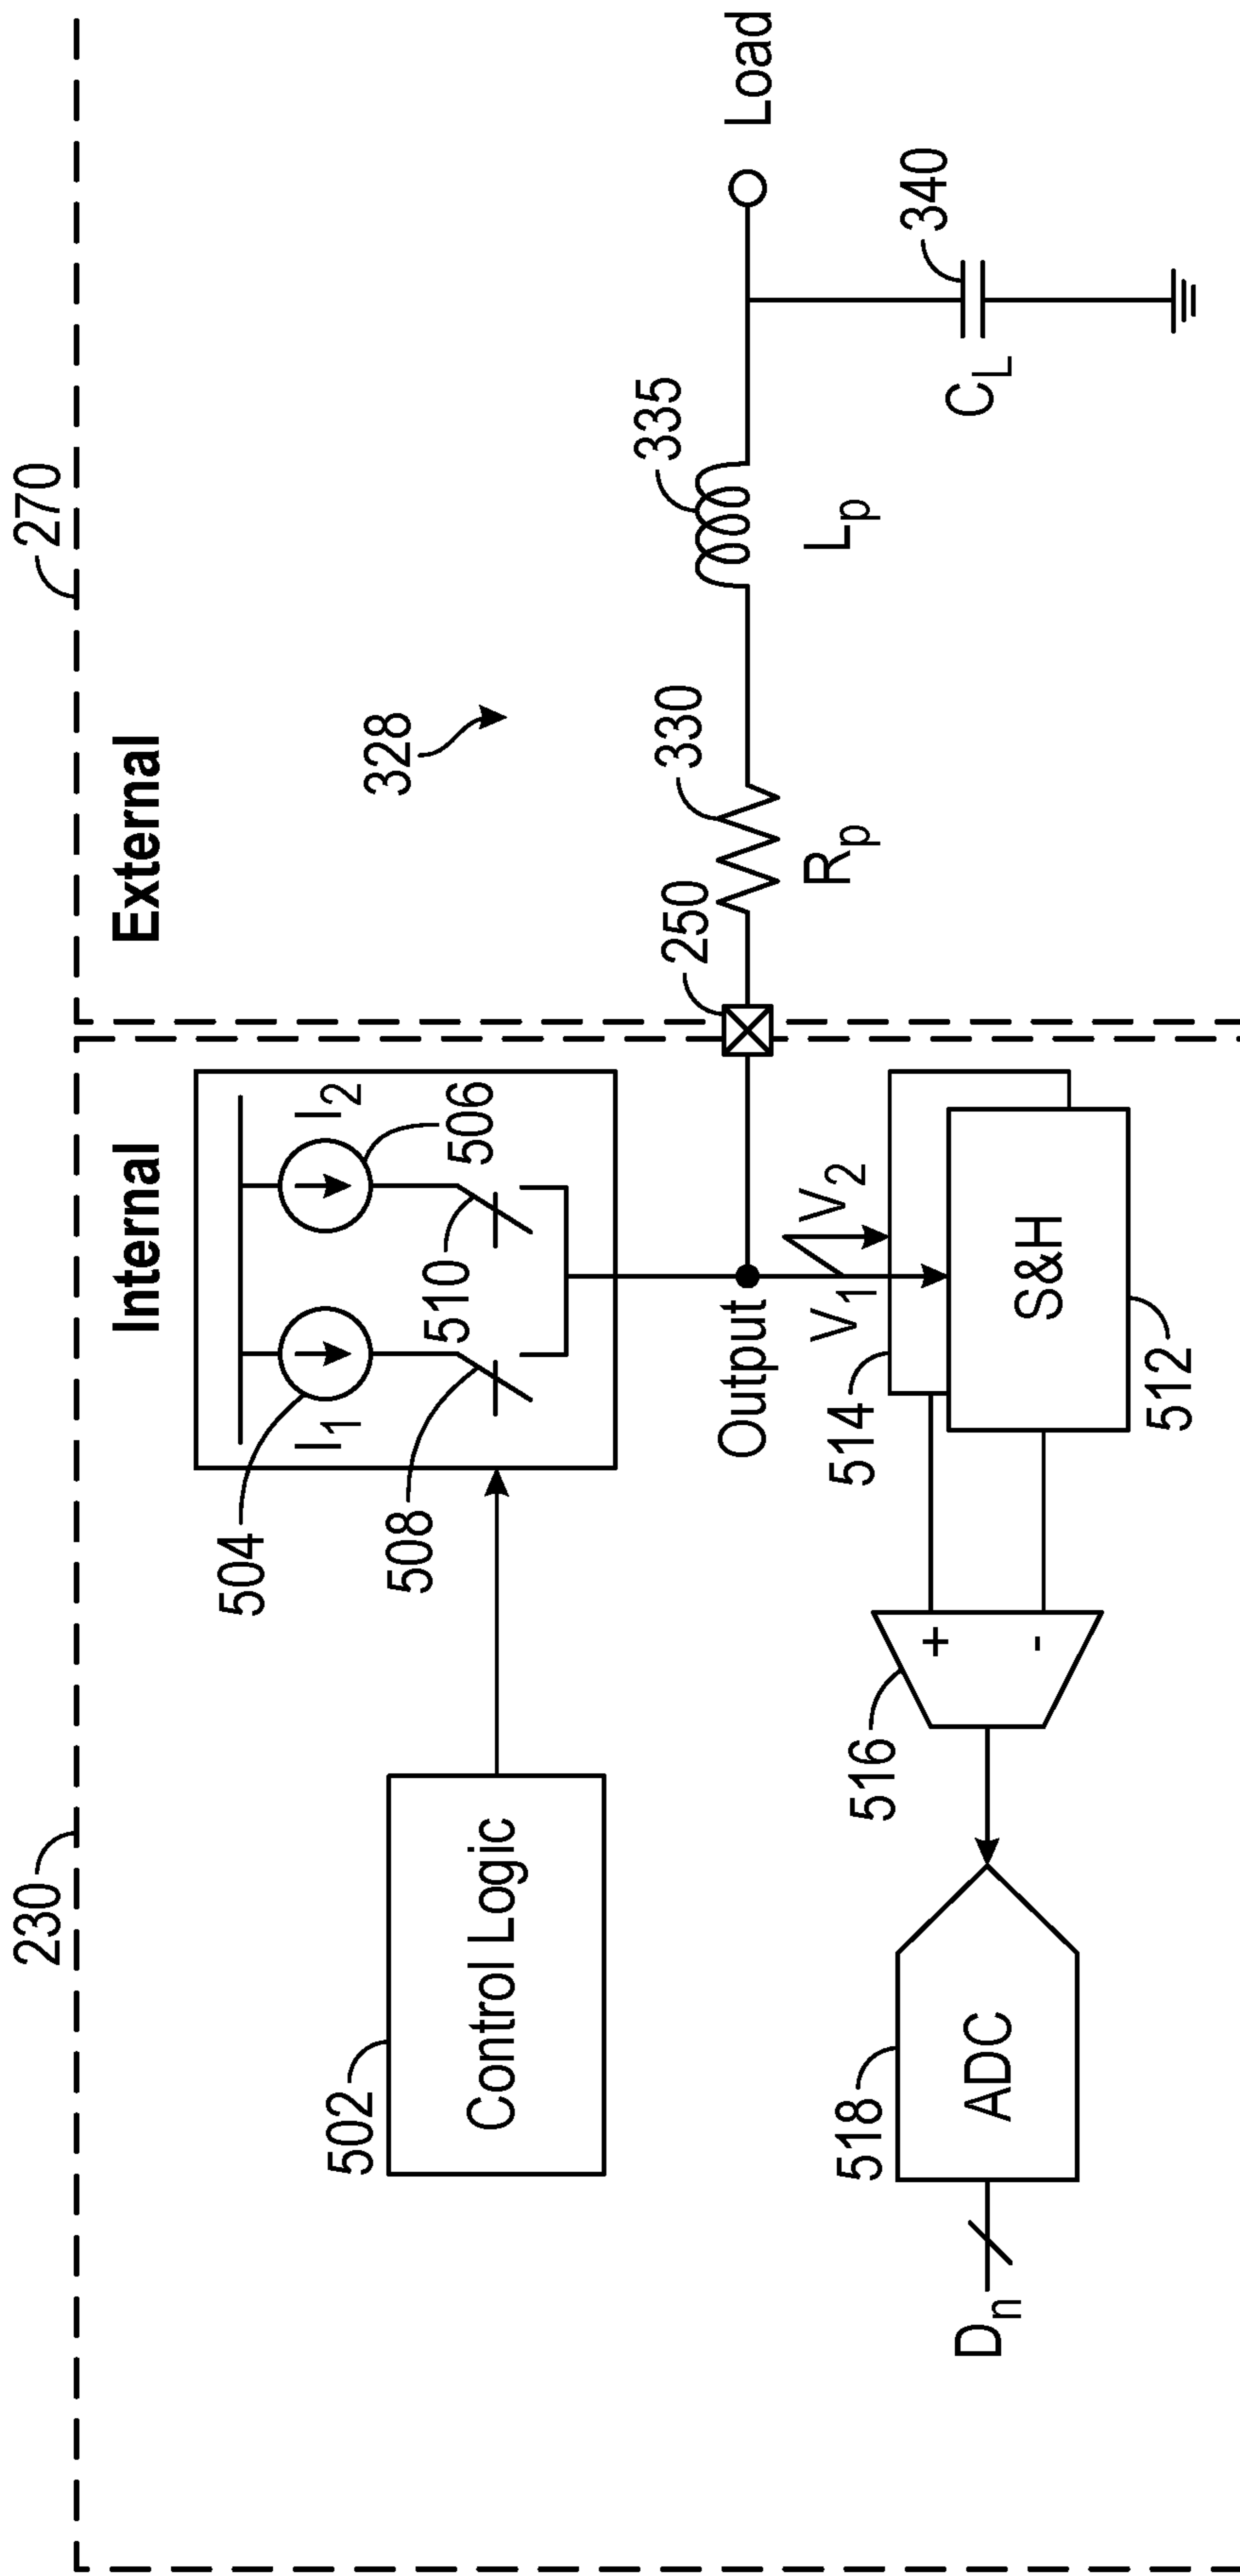 230
270
Internal
External
504
I1
I2
506
508
510
328
502
Control Logic
Output
250
330
Rp
335
Lp
Load
340
CL
V1
V2
514
S&H
512
516
+
-
518
ADC
Dn